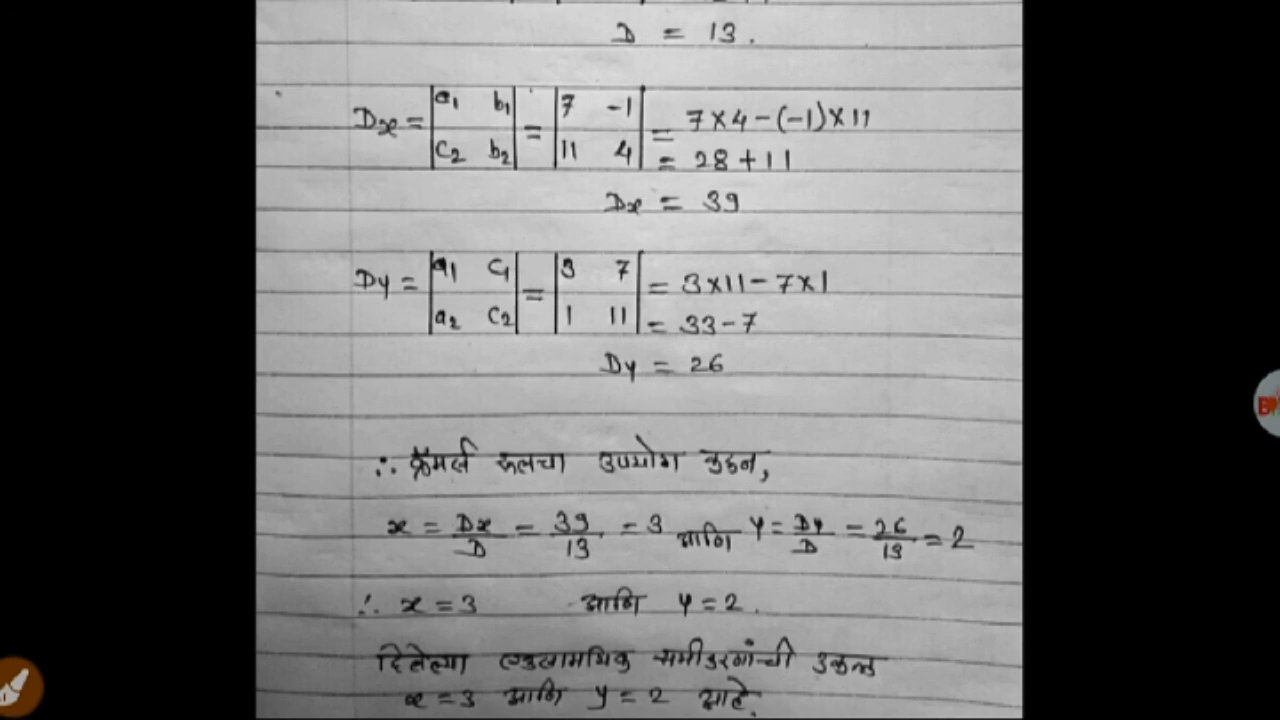 D = 13.
Dx = |a1 b1| = |7 -1| = 7×4-(-1)×11
|c2 b2| |11 4| = 28+11
Dx = 39
Dy = |a1 c1| = |3 7| = 3×11-7×1
|a2 c2| |1 11| = 33-7
Dy = 26
∴ क्रॅमर्स रूलचा उपयोग करून,
x = Dx/D = 39/13 = 3 आणि y = Dy/D = 26/13 = 2
∴ x = 3 आणि y = 2.
दिलेल्या एकसामयिक समीकरणांची उकल
x = 3 आणि y = 2 आहे.